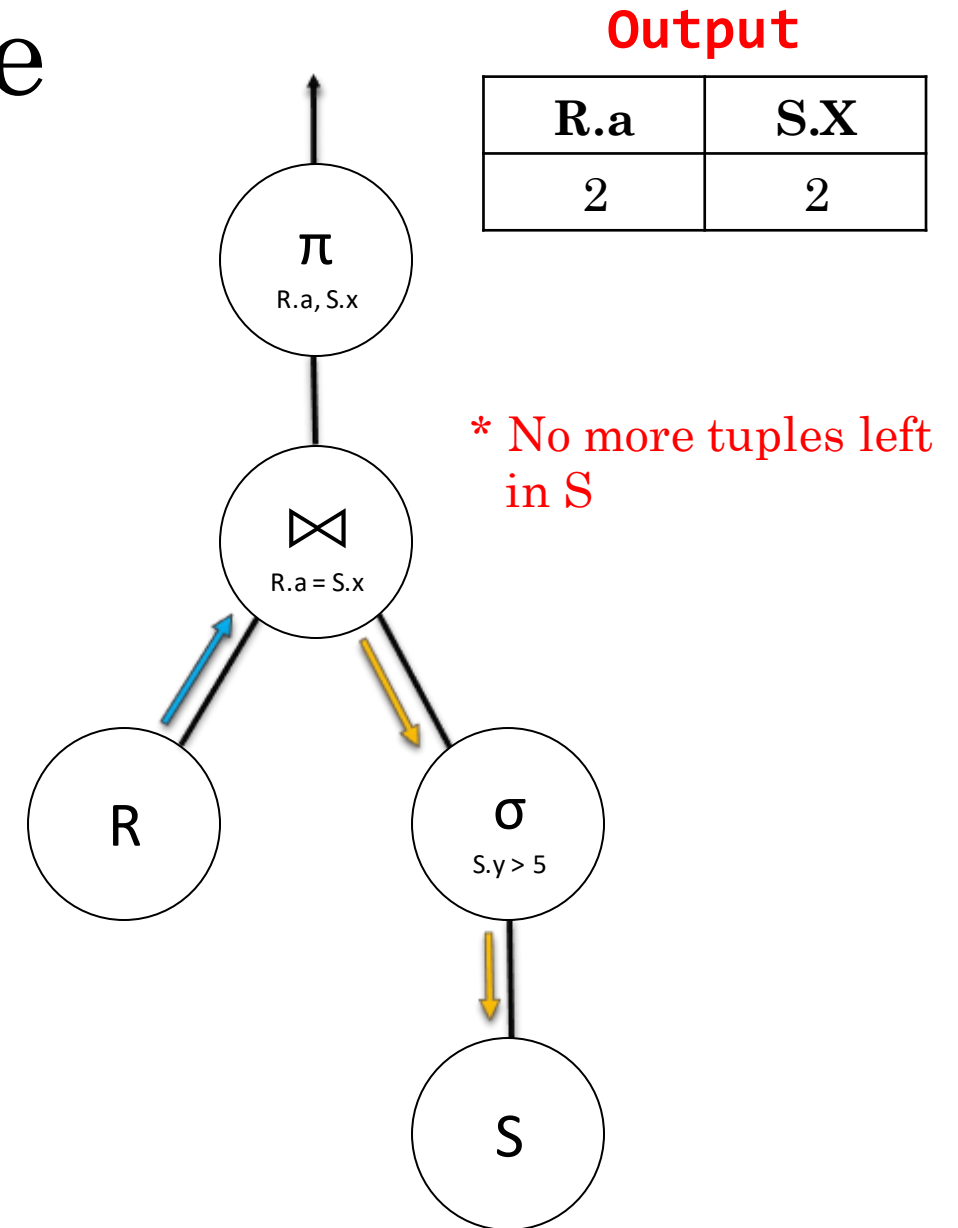 e
Output
R.a S.X
2 2
π
R.a, S.x
* No more tuples left
in S
⋈
R.a = S.x
R
σ
S.y > 5
S